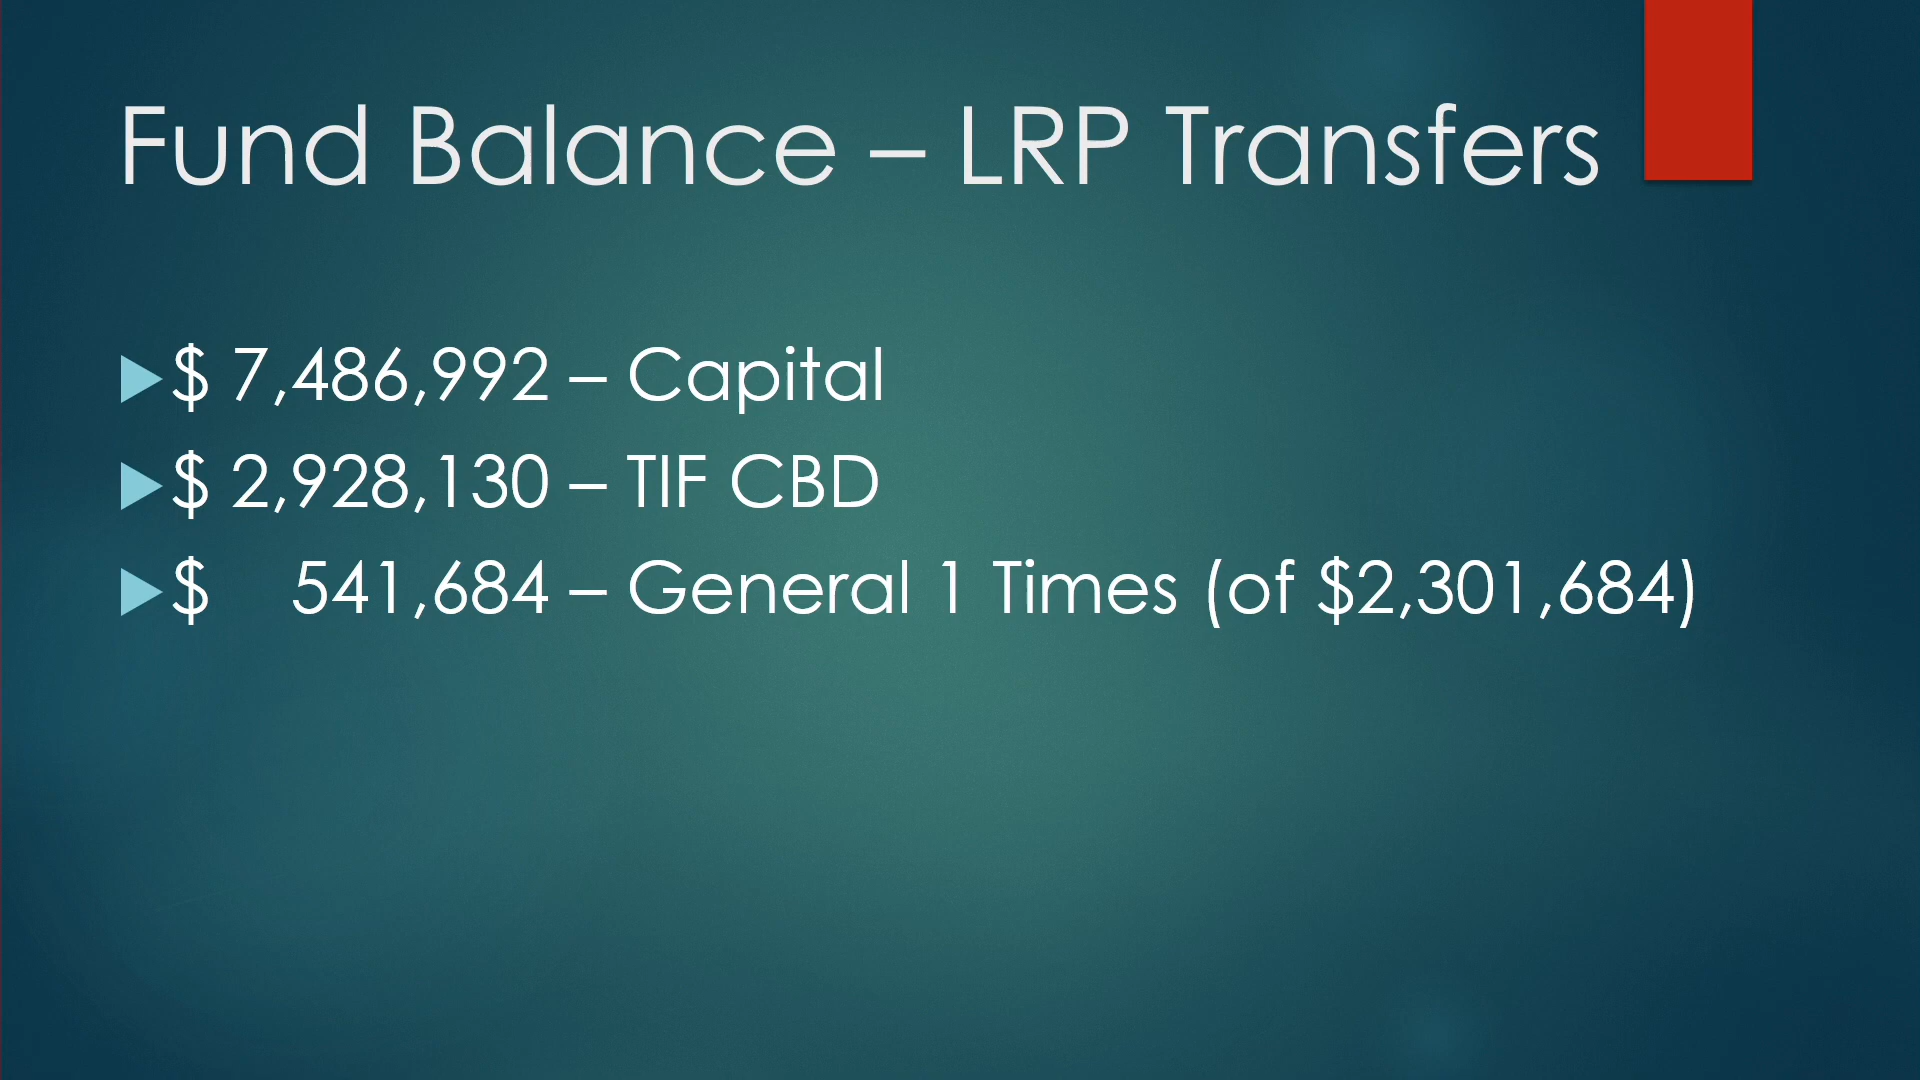 Fund Balance – LRP Transfers
$ 7,486,992 – Capital
$ 2,928,130 – TIF CBD
$ 541,684 – General 1 Times (of $2,301,684)